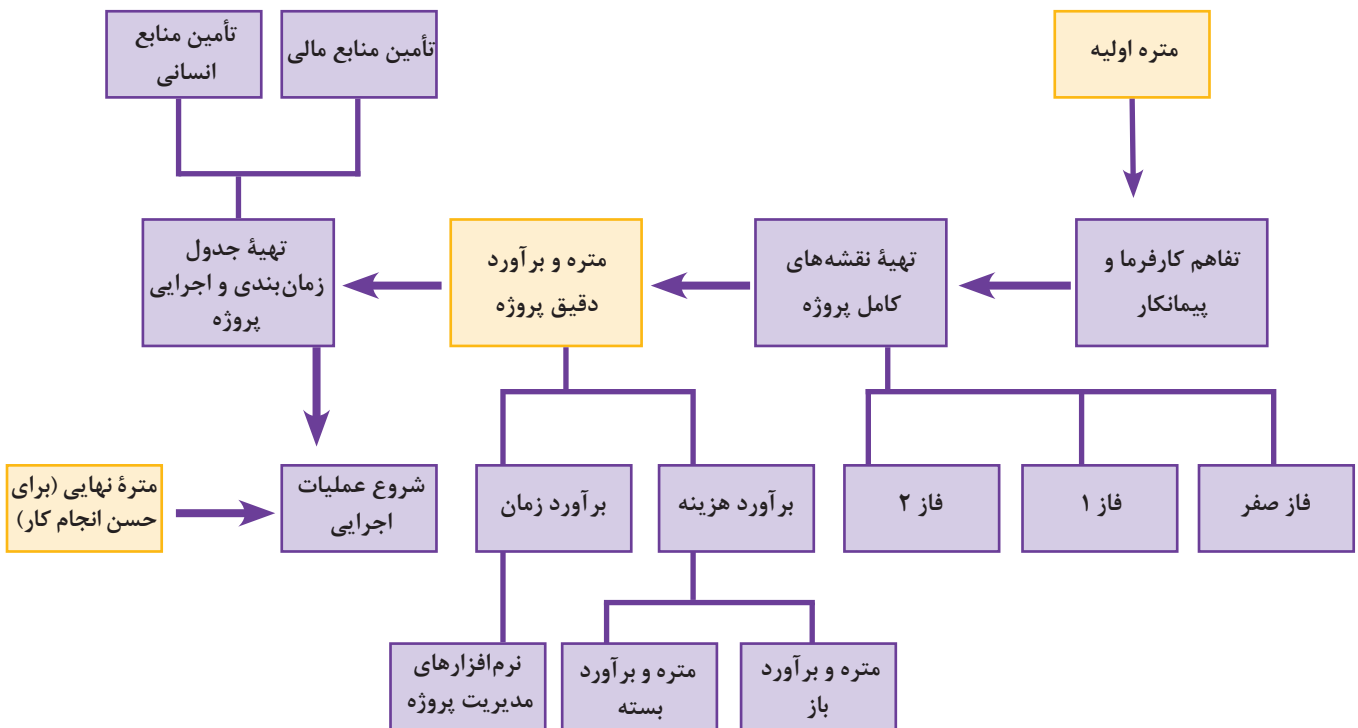 متره اولیه
تأمین منابع مالی
تأمین منابع
انسانی
تفاهم کارفرما و
پیمانکار
تهیهٔ نقشه‌های
کامل پروژه
متره و برآورد
دقیق پروژه
تهیهٔ جدول
زمان‌بندی و اجرایی
پروژه
فاز صفر
فاز ۱
فاز ۲
برآورد هزینه
برآورد زمان
شروع عملیات
اجرایی
مترهٔ نهایی (برای
حسن انجام کار)
متره و برآورد
باز
متره و برآورد
بسته
نرم‌افزارهای
مدیریت پروژه